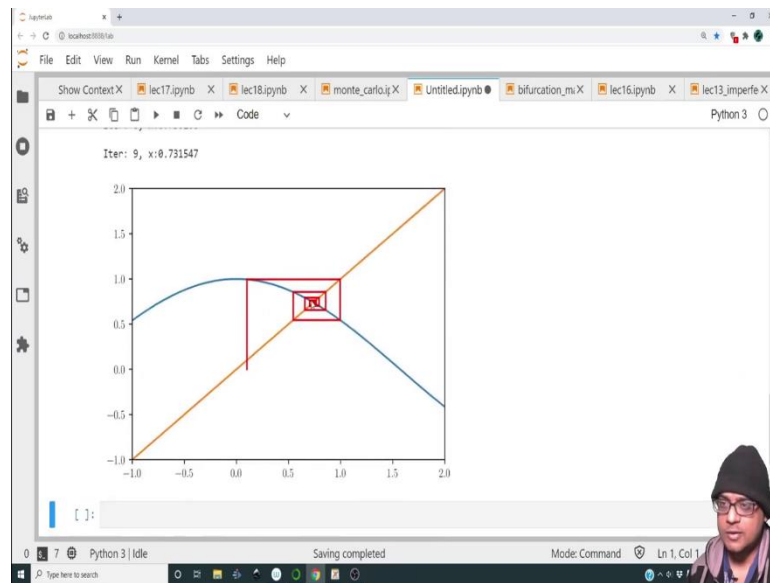 JupyterLab
localhost:8888/lab
File Edit View Run Kernel Tabs Settings Help
Show Context lec17.ipynb lec18.ipynb monte_carlo.ip Untitled.ipynb bifurcation_m lec16.ipynb lec13_imperfe
Code Python 3
Iter: 9, x:0.731547
2.0
1.5
1.0
0.5
0.0
−0.5
−1.0
−1.0 −0.5 0.0 0.5 1.0 1.5 2.0
[ ]:
0 7 Python 3 | Idle Saving completed Mode: Command Ln 1, Col
Type here to search